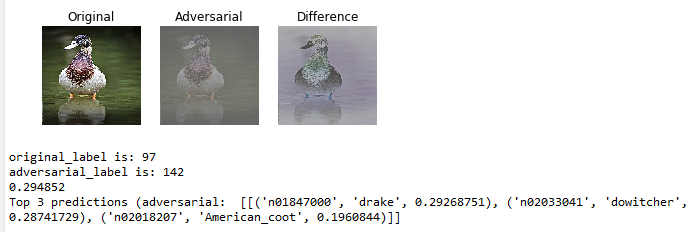 Original Adversarial Difference
original_label is: 97
adversarial_label is: 142
0.294852
Top 3 predictions (adversarial:  [[('n01847000', 'drake', 0.29268751), ('n02033041', 'dowitcher',
0.28741729), ('n02018207', 'American_coot', 0.1960844)]]